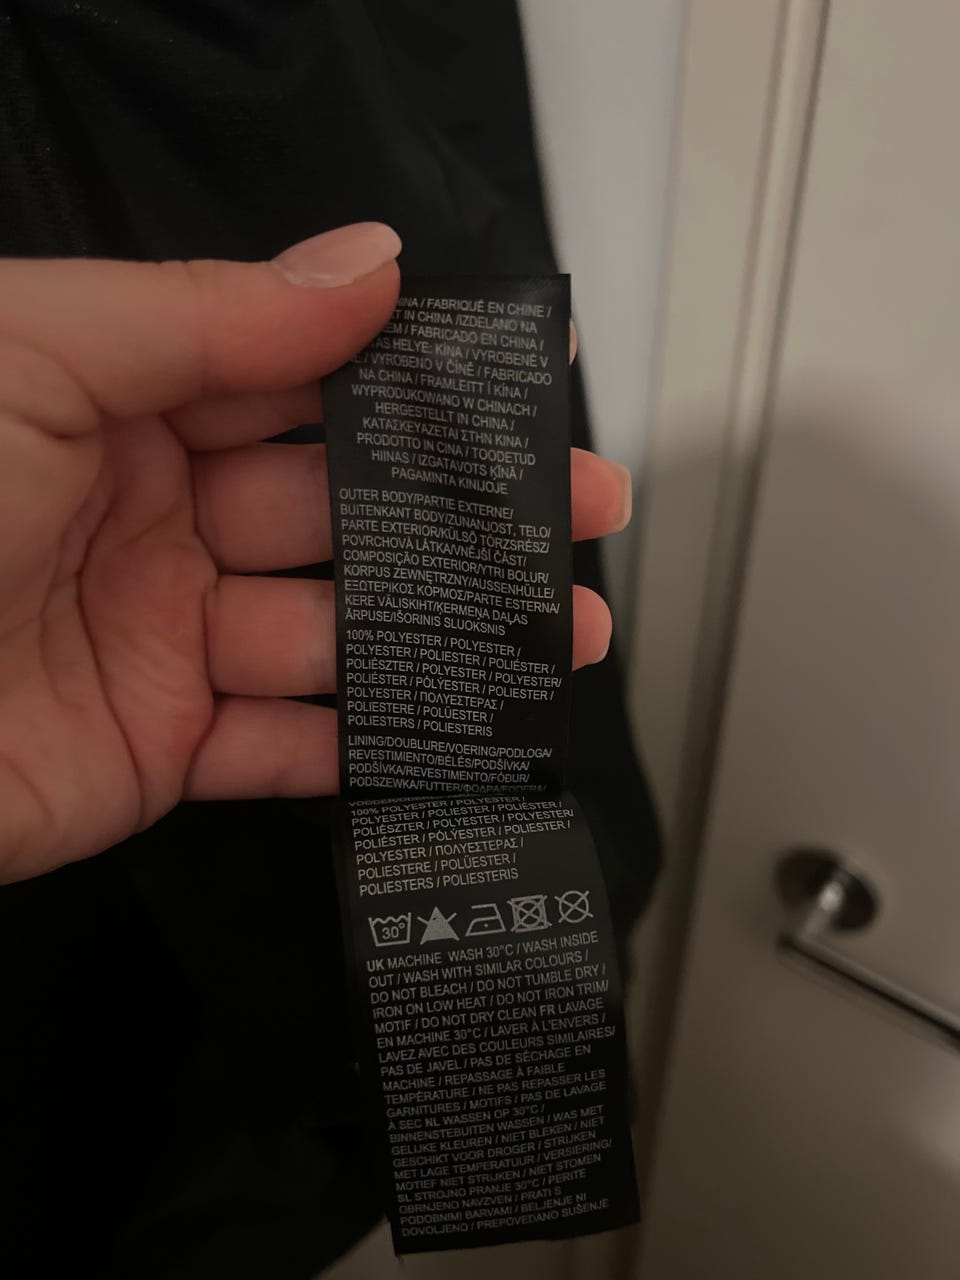 / FABRIQUÉ EN CHINE /
IN CHINA /IZDELANO NA
/ FABRICADO EN CHINA /
HELYE: KÍNA / VYROBENÉ V
/ VYROBENO V ČÍNĚ / FABRICADO
NA CHINA / FRAMLEITT Í KÍNA /
WYPRODUKOWANO W CHINACH /
HERGESTELLT IN CHINA /
ΚΑΤΑΣΚΕΥΑΖΕΤΑΙ ΣΤΗΝ ΚΙΝΑ /
PRODOTTO IN CINA / TOODETUD
HIINAS / IZGATAVOTS ĶĪNĀ /
PAGAMINTA KINIJOJE
OUTER BODY/PARTIE EXTERNE/
BUITENKANT BODY/ZUNANJOST, TELO/
PARTE EXTERIOR/KÜLSŐ TÖRZSRÉSZ/
POVRCHOVÁ LÁTKA/VNĚJŠÍ ČÁST/
COMPOSIÇÃO EXTERIOR/YTRI BOLUR/
KORPUS ZEWNĘTRZNY/AUSSENHÜLLE/
ΕΞΩΤΕΡΙΚΟΣ ΚΟΡΜΟΣ/PARTE ESTERNA/
KERE VÄLISKIHT/ĶERMEŅA DAĻAS
ĀRPUSE/IŠORINIS SLUOKSNIS
100% POLYESTER / POLYESTER /
POLYESTER / POLIESTER / POLIÉSTER /
POLIÉSZTER / POLYESTER / POLYESTER/
POLIÉSTER / PÓLÝESTER / POLIESTER /
POLYESTER / ΠΟΛΥΕΣΤΕΡΑΣ /
POLIESTERE / POLÜESTER /
POLIESTERS / POLIESTERIS
LINING/DOUBLURE/VOERING/PODLOGA/
REVESTIMIENTO/BÉLÉS/PODŠÍVKA/
PODŠÍVKA/REVESTIMENTO/FÓÐUR/
PODSZEWKA/FUTTER/ΦΟΔΡΑ/FODERA/
100% POLYESTER / POLYESTER /
POLYESTER / POLIESTER / POLIÉSTER /
POLIÉSZTER / POLYESTER / POLYESTER/
POLIÉSTER / PÓLÝESTER / POLIESTER /
POLYESTER / ΠΟΛΥΕΣΤΕΡΑΣ /
POLIESTERE / POLÜESTER /
POLIESTERS / POLIESTERIS
30°
UK MACHINE WASH 30°C / WASH INSIDE
OUT / WASH WITH SIMILAR COLOURS /
DO NOT BLEACH / DO NOT TUMBLE DRY /
IRON ON LOW HEAT / DO NOT IRON TRIM/
MOTIF / DO NOT DRY CLEAN FR LAVAGE
EN MACHINE 30°C / LAVER À L'ENVERS /
LAVEZ AVEC DES COULEURS SIMILAIRES/
PAS DE JAVEL / PAS DE SÉCHAGE EN
MACHINE / REPASSAGE À FAIBLE
TEMPÉRATURE / NE PAS REPASSER LES
GARNITURES / MOTIFS / PAS DE LAVAGE
À SEC NL WASSEN OP 30°C /
BINNENSTEBUITEN WASSEN / WAS MET
GELIJKE KLEUREN / NIET BLEKEN / NIET
GESCHIKT VOOR DROGER / STRIJKEN
MET LAGE TEMPERATUUR / VERSIERING/
MOTIEF NIET STRIJKEN / NIET STOMEN
SL STROJNO PRANJE 30°C / PERITE
OBRNJENO NAVZVEN / PRATI S
PODOBNIMI BARVAMI / BELJENJE NI
DOVOLJENO / PREPOVEDANO SUŠENJE